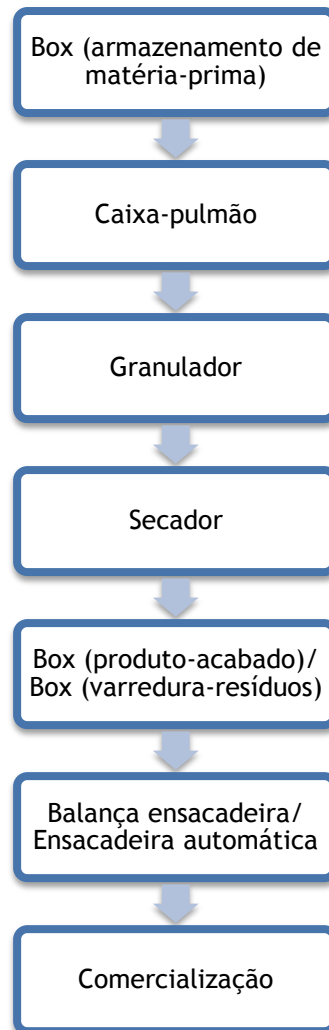 Box (armazenamento de
matéria-prima)
Caixa-pulmão
Granulador
Secador
Box (produto-acabado)/
Box (varredura-resíduos)
Balança ensacadeira/
Ensacadeira automática
Comercialização